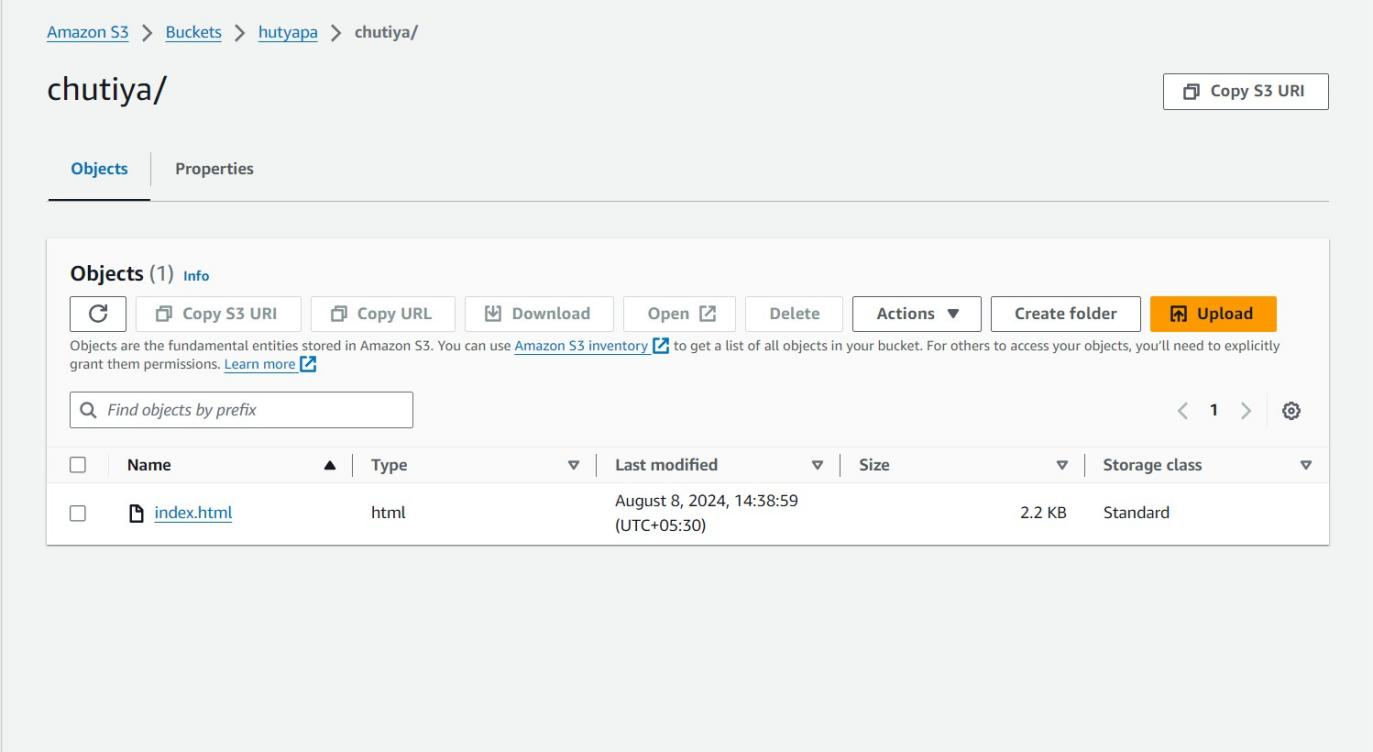 Amazon S3 > Buckets > hutyapa > chutiya/
chutiya/
Copy S3 URI
Objects
Properties
Objects (1) Info
Copy S3 URI
Copy URL
Download
Open
Delete
Actions
Create folder
Upload
Objects are the fundamental entities stored in Amazon S3. You can use Amazon S3 inventory to get a list of all objects in your bucket. For others to access your objects, you'll need to explicitly
grant them permissions. Learn more
Find objects by prefix
1
Name
Type
Last modified
Size
Storage class
index.html
html
August 8, 2024, 14:38:59
(UTC+05:30)
2.2 KB
Standard